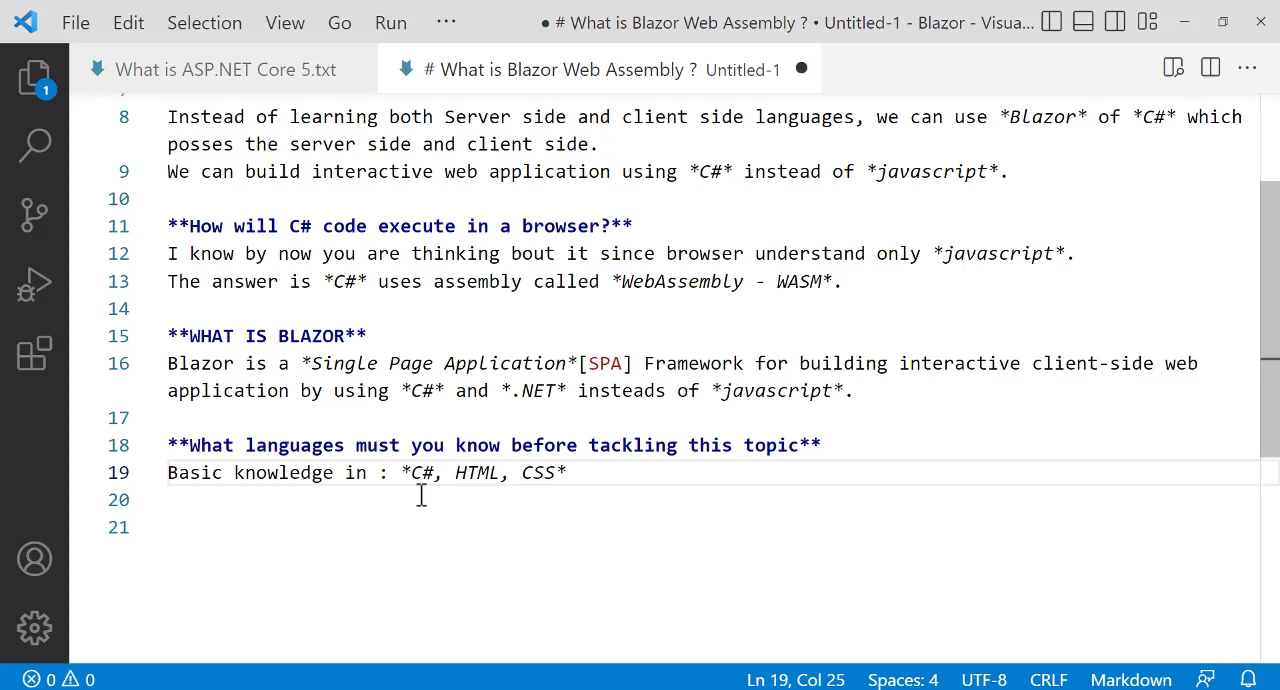 File Edit Selection View Go Run ··· ● # What is Blazor Web Assembly ? • Untitled-1 - Blazor - Visua...
What is ASP.NET Core 5.txt # What is Blazor Web Assembly ? Untitled-1 ●
1
8 Instead of learning both Server side and client side languages, we can use *Blazor* of *C#* which
posses the server side and client side.
9 We can build interactive web application using *C#* instead of *javascript*.
10
11 **How will C# code execute in a browser?**
12 I know by now you are thinking bout it since browser understand only *javascript*.
13 The answer is *C#* uses assembly called *WebAssembly - WASM*.
14
15 **WHAT IS BLAZOR**
16 Blazor is a *Single Page Application*[SPA] Framework for building interactive client-side web
application by using *C#* and *.NET* insteads of *javascript*.
17
18 **What languages must you know before tackling this topic**
19 Basic knowledge in : *C#, HTML, CSS*
20
21
0 0 Ln 19, Col 25 Spaces: 4 UTF-8 CRLF Markdown